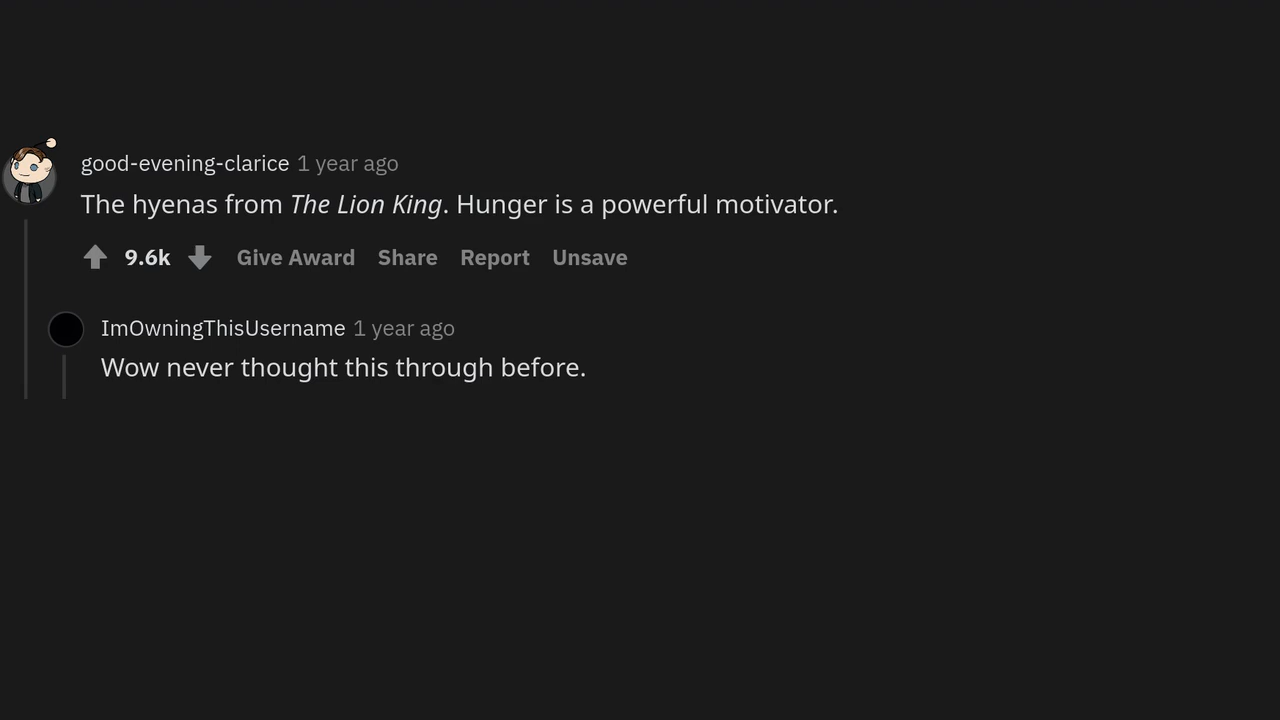 good-evening-clarice 1 year ago
The hyenas from The Lion King. Hunger is a powerful motivator.
9.6k Give Award Share Report Unsave
ImOwningThisUsername 1 year ago
Wow never thought this through before.